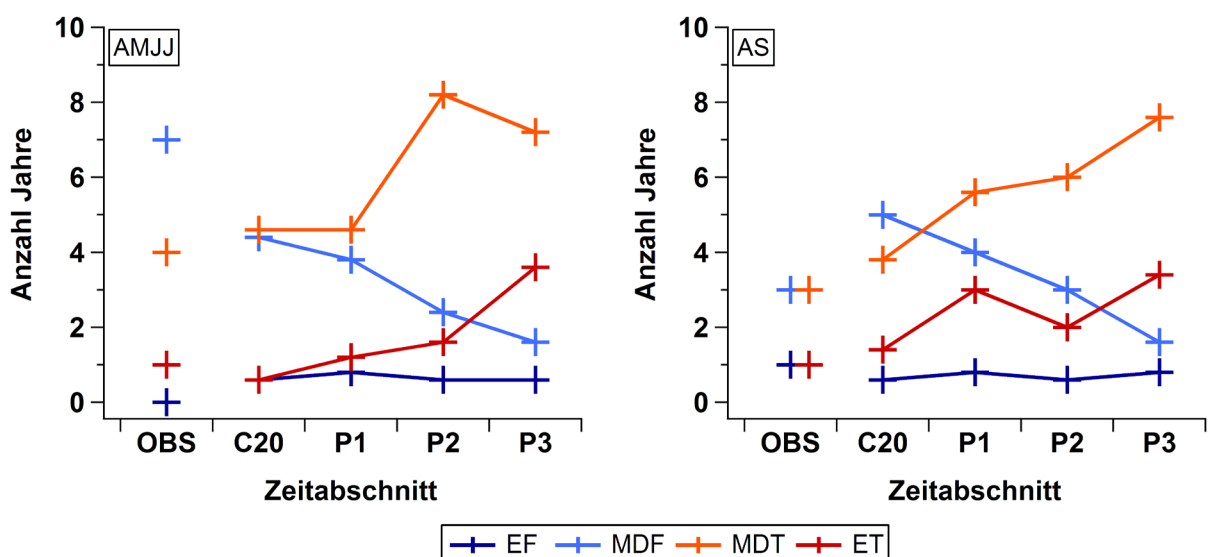 AMJJ
10
8
6
4
2
0
Anzahl Jahre
OBS C20 P1 P2 P3
Zeitabschnitt
AS
10
8
6
4
2
0
Anzahl Jahre
OBS C20 P1 P2 P3
Zeitabschnitt
EF MDF MDT ET